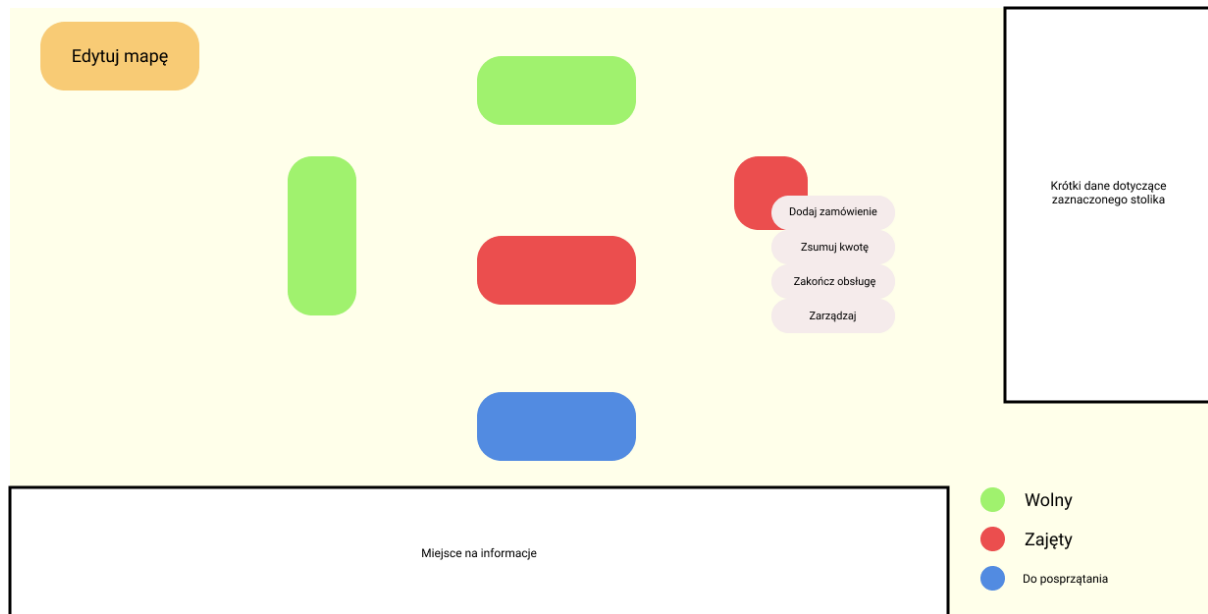 Edytuj mapę
Krótki dane dotyczące
zaznaczonego stolika
Dodaj zamówienie
Zsumuj kwotę
Zakończ obsługę
Zarządzaj
Miejsce na informacje
Wolny
Zajęty
Do posprzątania